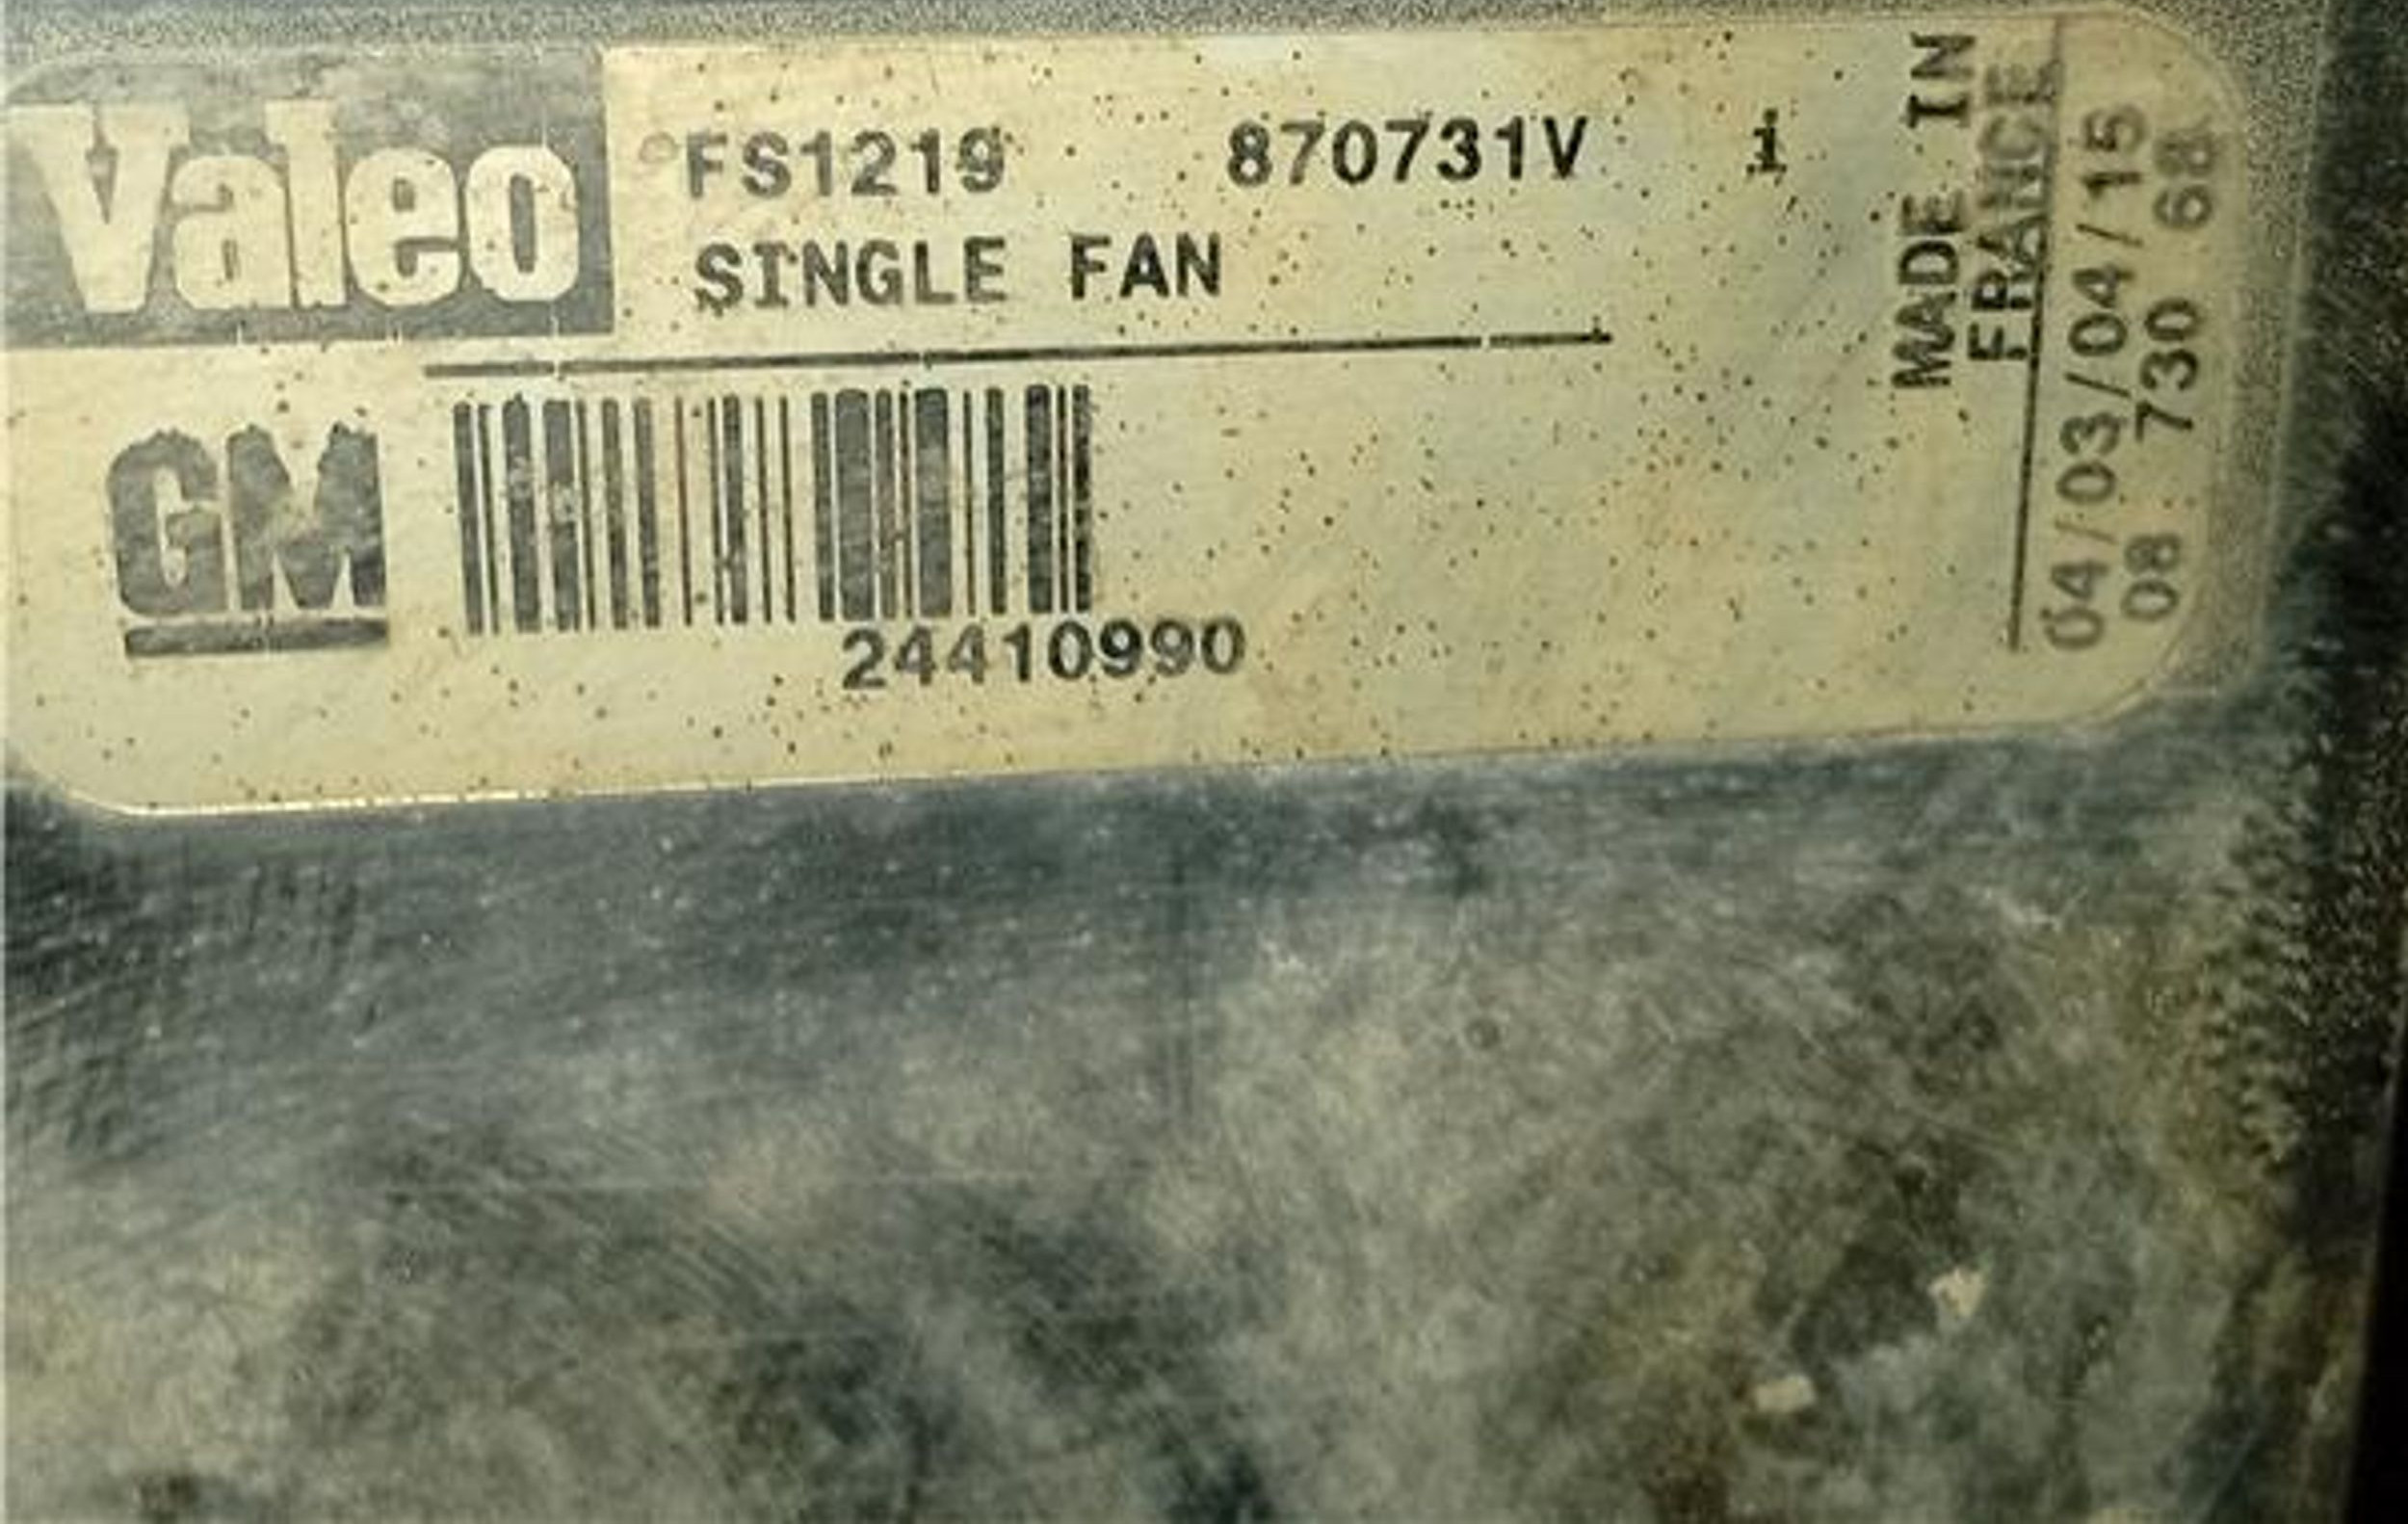 Valeo
FS1219 870731V i
SINGLE FAN
GM
24410990
MADE IN
FRANCE
04/03/04/15
08 730 68